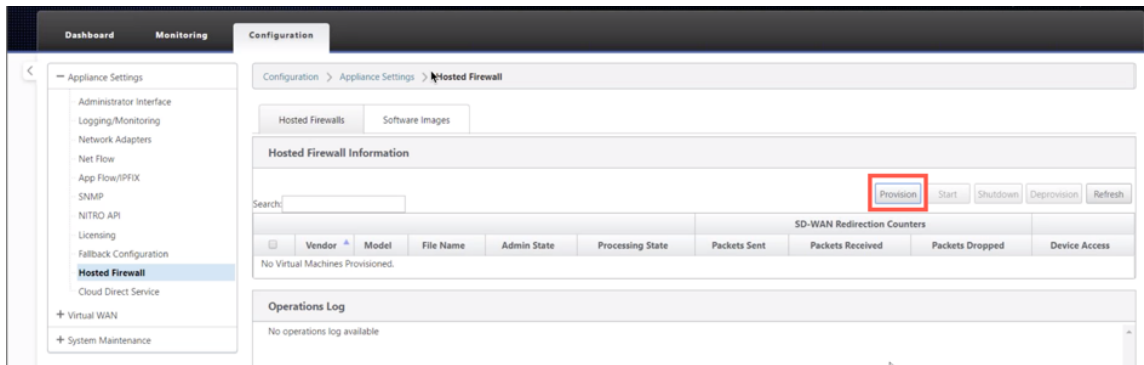 Dashboard Monitoring Configuration
Configuration > Appliance Settings > Hosted Firewall
− Appliance Settings
Administrator Interface
Logging/Monitoring
Network Adapters
Net Flow
App Flow/IPFIX
SNMP
NITRO API
Licensing
Fallback Configuration
Hosted Firewall
Cloud Direct Service
+ Virtual WAN
+ System Maintenance
Hosted Firewalls Software Images
Hosted Firewall Information
Provision Start Shutdown Deprovision Refresh
Search:
SD-WAN Redirection Counters
Vendor Model File Name Admin State Processing State Packets Sent Packets Received Packets Dropped Device Access
No Virtual Machines Provisioned.
Operations Log
No operations log available